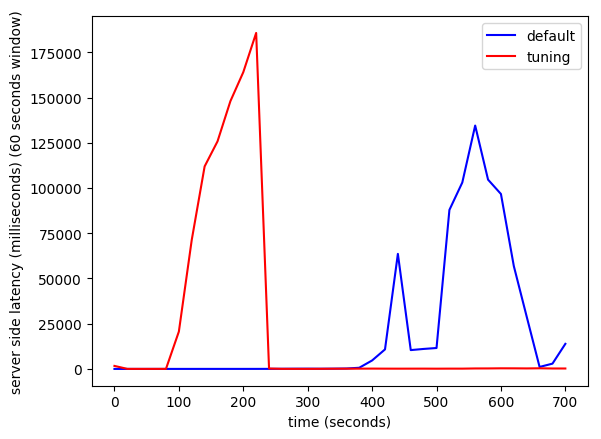 server side latency (milliseconds) (60 seconds window)
175000
150000
125000
100000
75000
50000
25000
0
default
tuning
0 100 200 300 400 500 600 700
time (seconds)